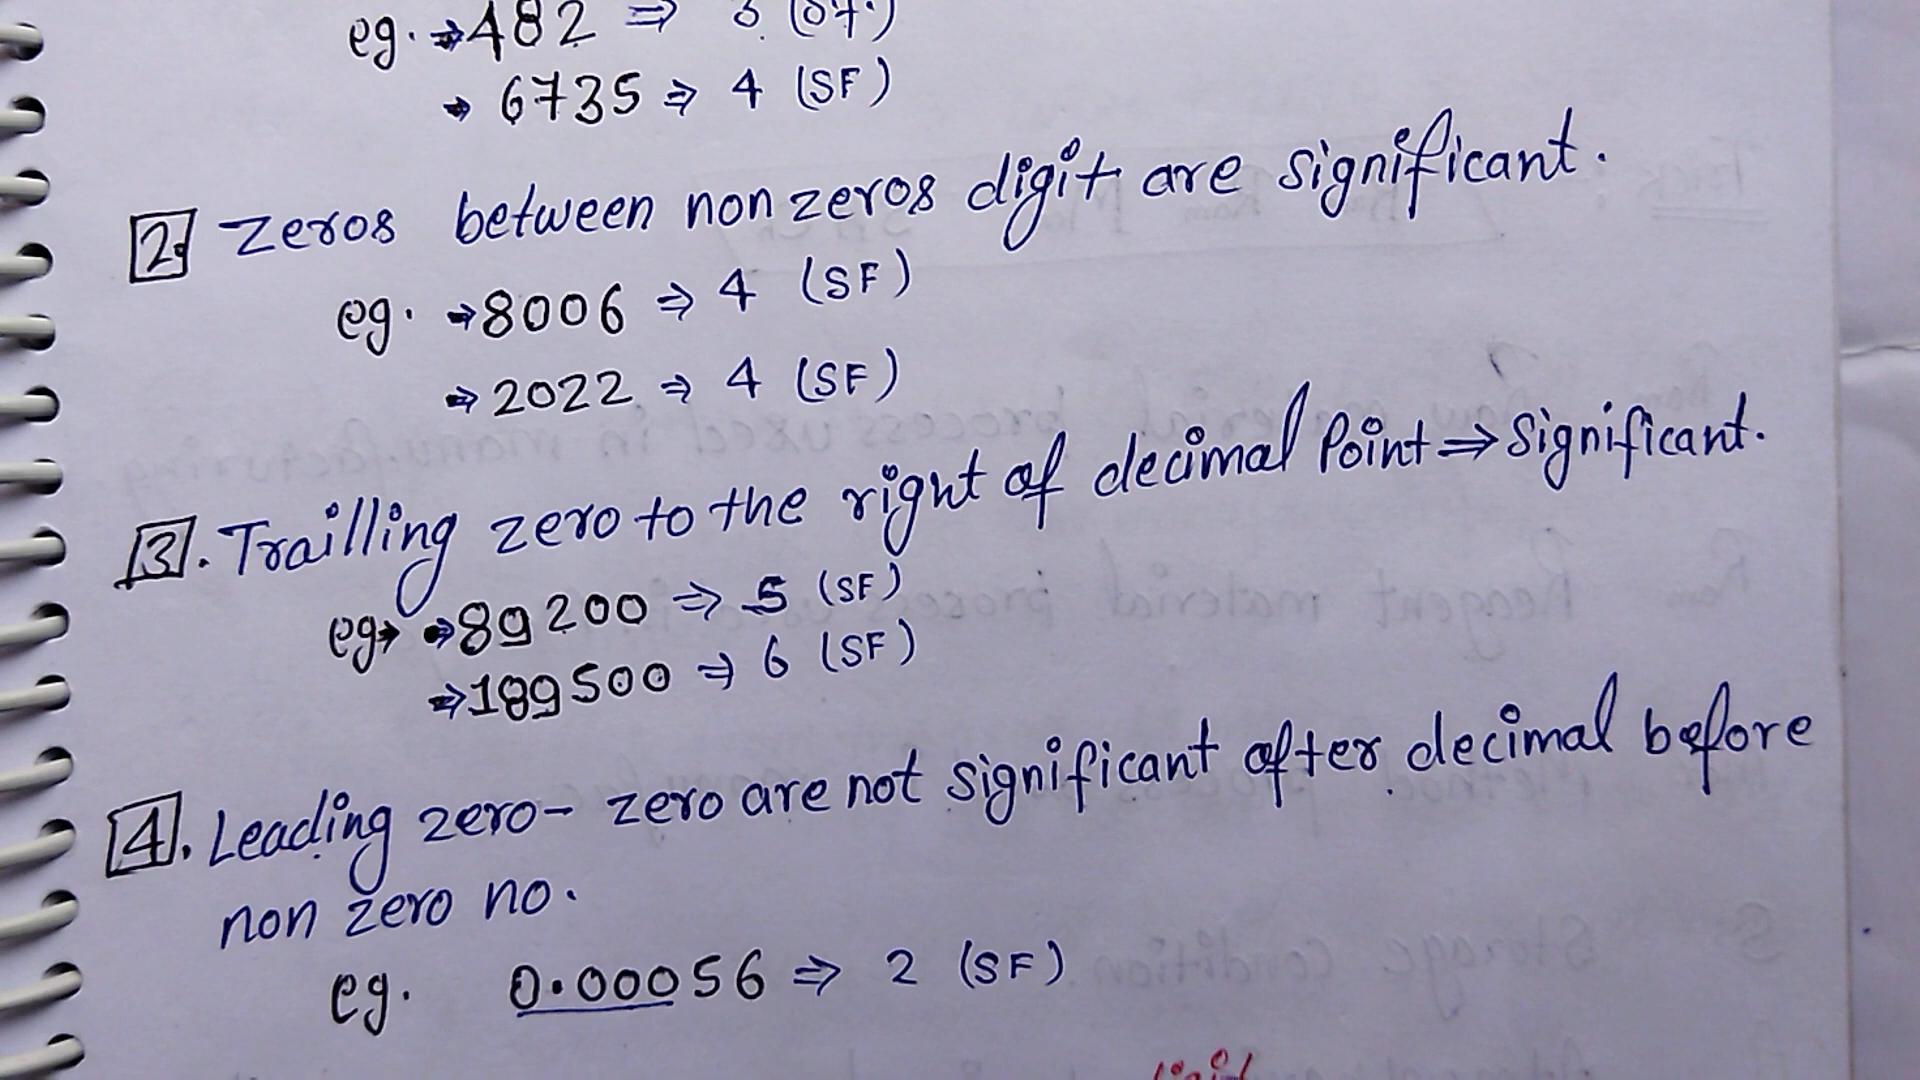 eg. → 482 ⇒ 3 (SF)
→ 6735 ⇒ 4 (SF)
2. Zeros between non zeros digit are significant.
eg. → 8006 ⇒ 4 (SF)
→ 2022 ⇒ 4 (SF)
3. Trailling zero to the right of decimal Point ⇒ Significant.
eg → → 89200 ⇒ 5 (SF)
→ 189500 ⇒ 6 (SF)
4. Leading zero - zero are not significant after decimal before
non zero no.
eg. 0.00056 ⇒ 2 (SF)